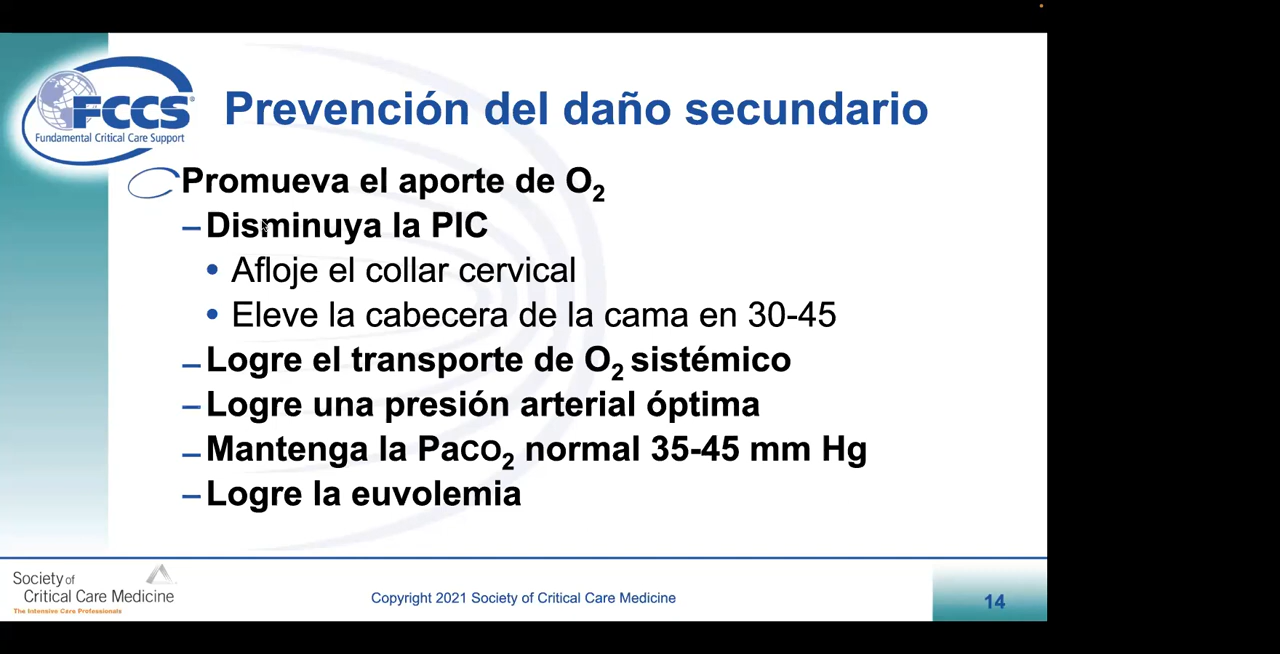 FCCS®
Fundamental Critical Care Support
Prevención del daño secundario
Promueva el aporte de O₂
– Disminuya la PIC
• Afloje el collar cervical
• Eleve la cabecera de la cama en 30-45
– Logre el transporte de O₂ sistémico
– Logre una presión arterial óptima
– Mantenga la PaCO₂ normal 35-45 mm Hg
– Logre la euvolemia
Society of
Critical Care Medicine
The Intensive Care Professionals
Copyright 2021 Society of Critical Care Medicine
14